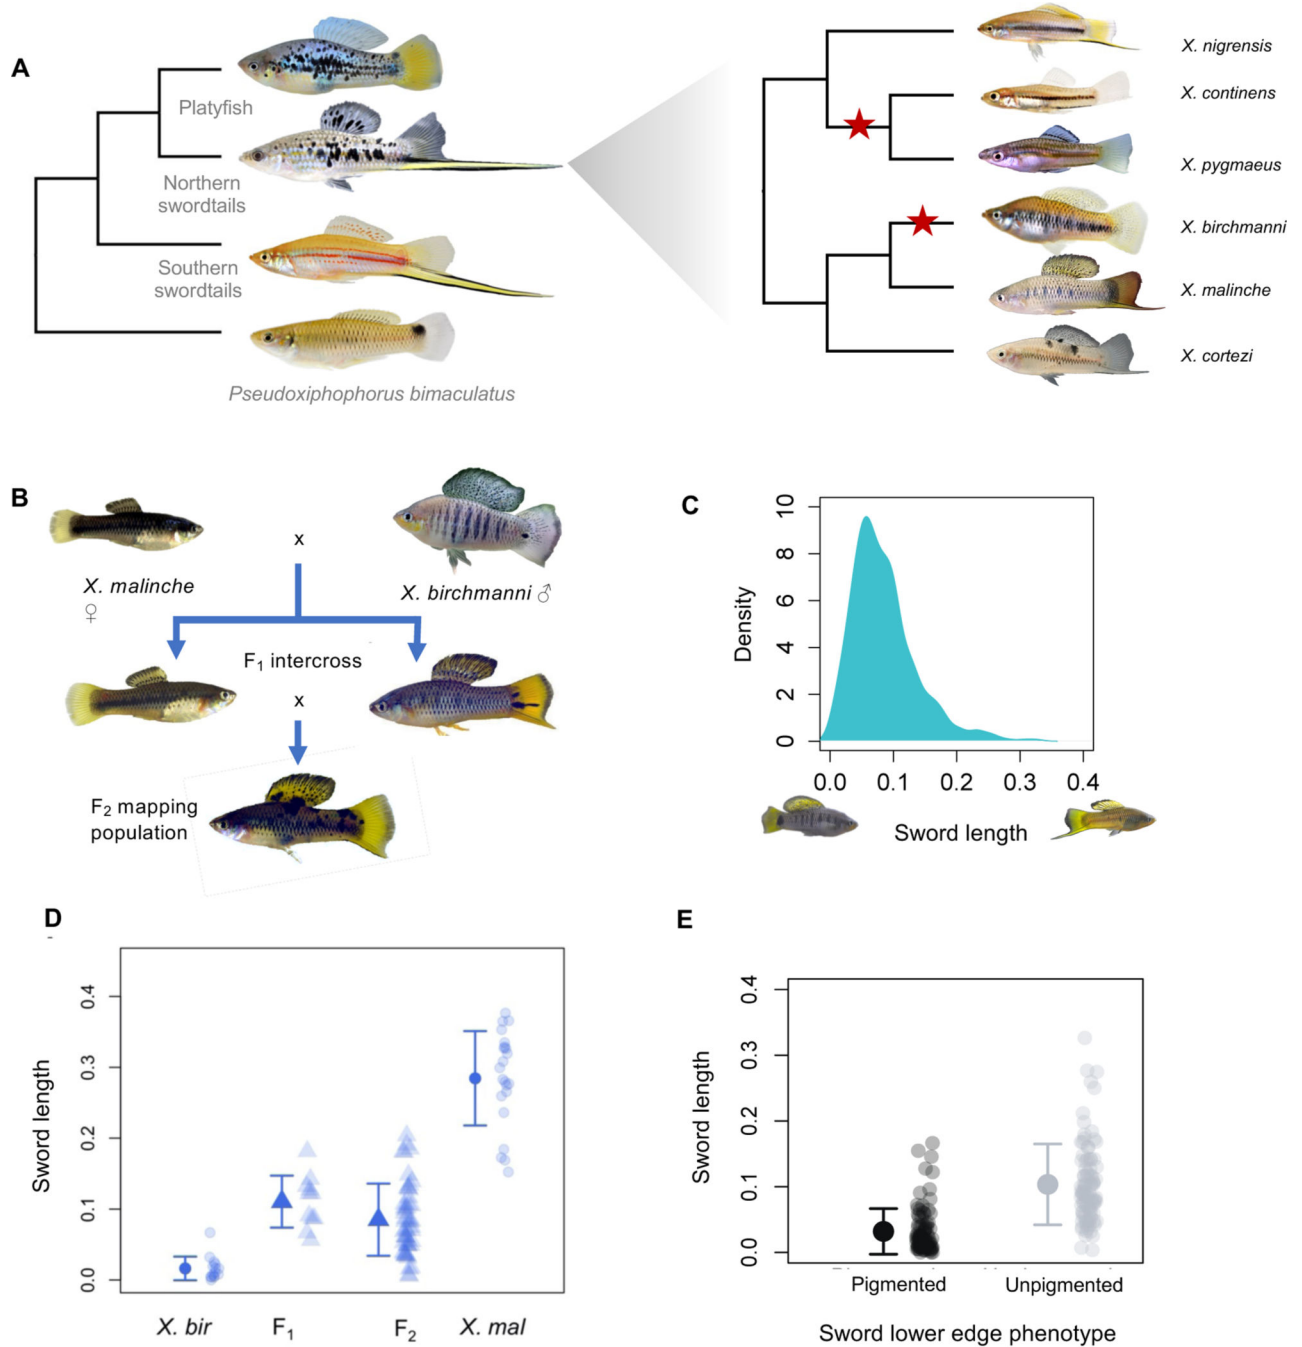 A
Platyfish
Northern
swordtails
Southern
swordtails
Pseudoxiphophorus bimaculatus
X. nigrensis
X. continens
X. pygmaeus
X. birchmanni
X. malinche
X. cortezi
B
X. malinche
♀
x
X. birchmanni ♂
F1 intercross
x
F2 mapping
population
C
Density
0
2
4
6
8
10
0.0 0.1 0.2 0.3 0.4
Sword length
D
Sword length
0.0
0.1
0.2
0.3
0.4
X. bir F1 F2 X. mal
E
Sword length
0.0
0.1
0.2
0.3
0.4
Pigmented Unpigmented
Sword lower edge phenotype